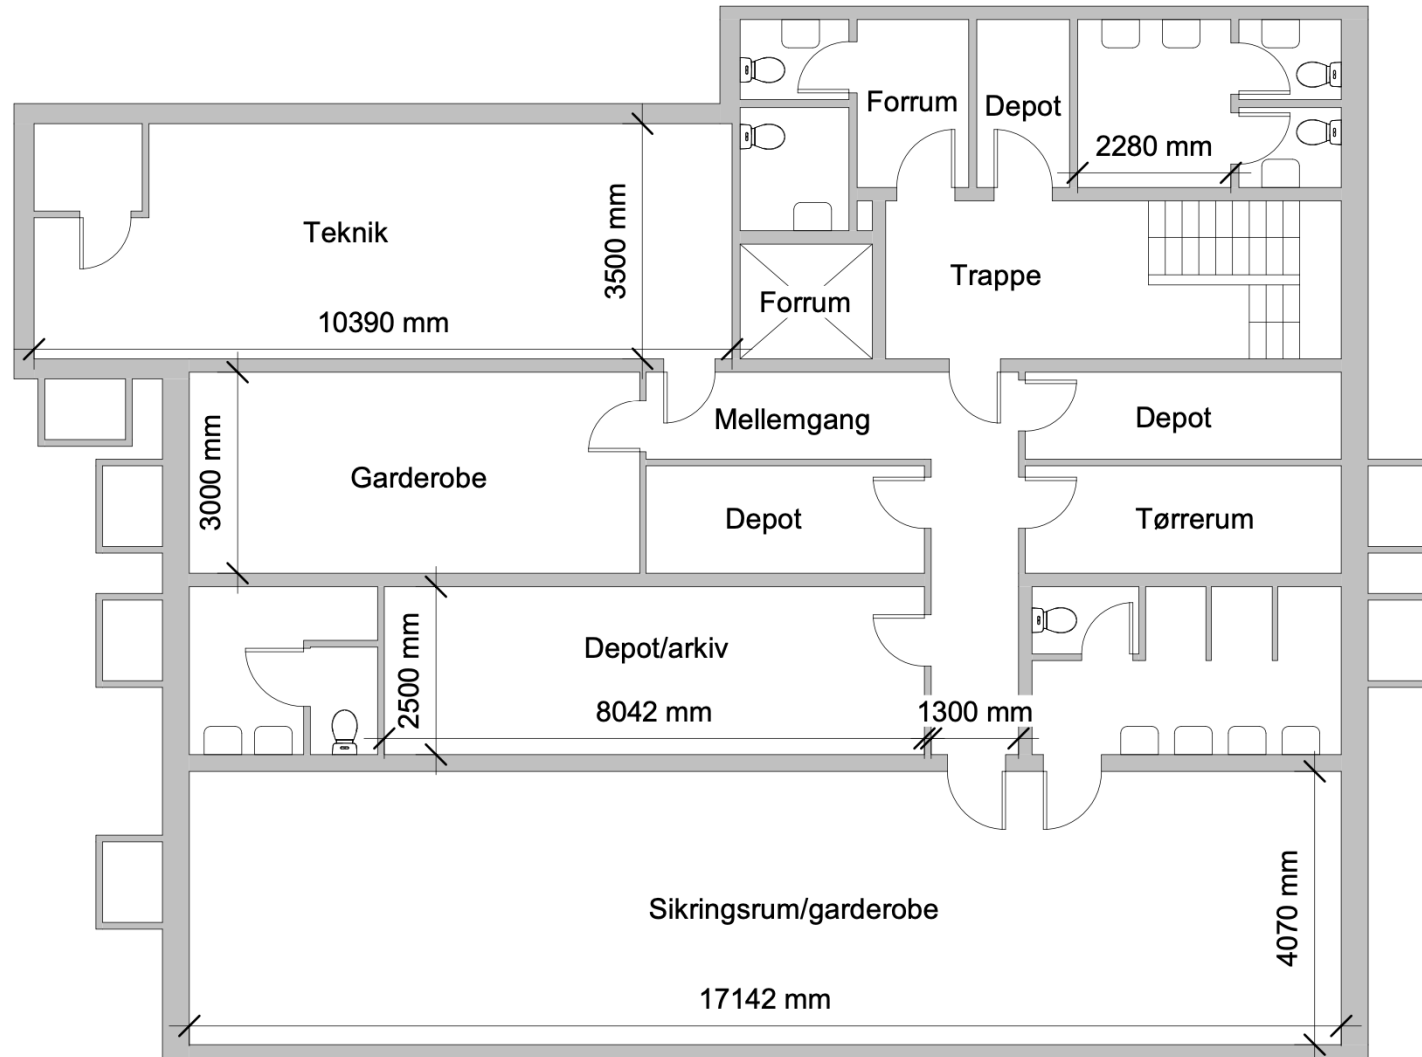 Forrum
Depot
2280 mm
Teknik
3500 mm
Trappe
Forrum
10390 mm
Mellemgang
Depot
3000 mm
Garderobe
Depot
Tørrerum
2500 mm
Depot/arkiv
8042 mm
1300 mm
Sikringsrum/garderobe
4070 mm
17142 mm